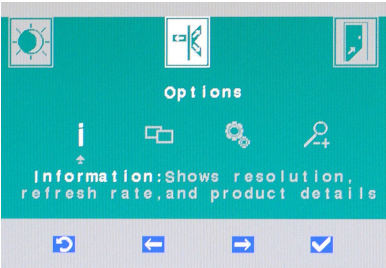 Options
Information:Shows resolution,
refresh rate,and product details